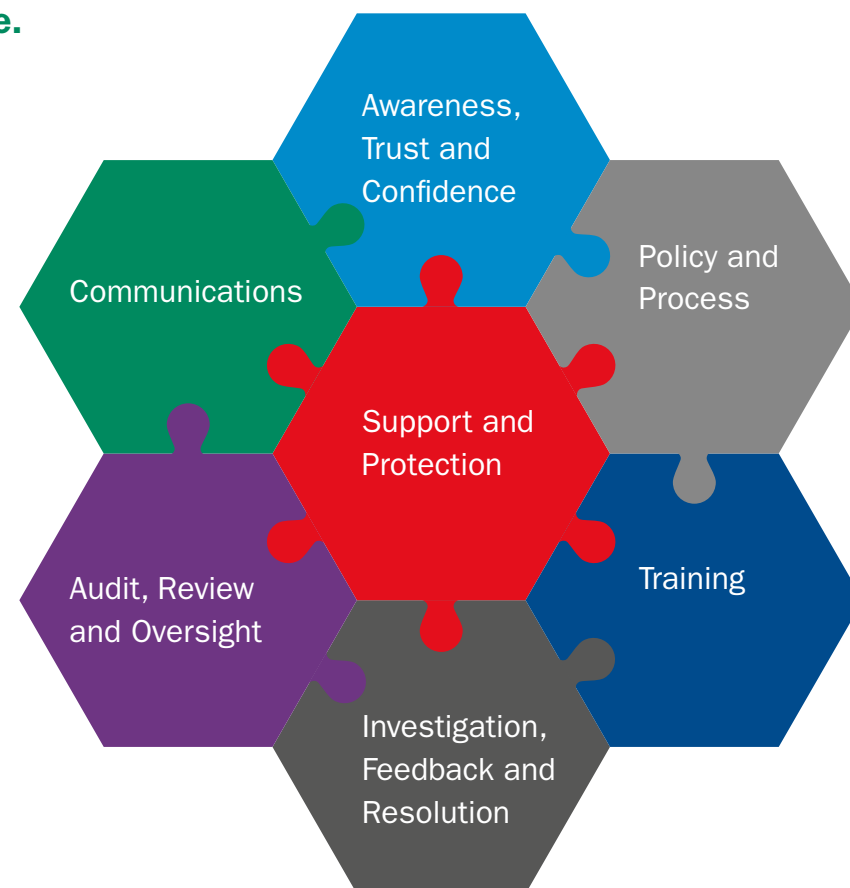 e.
Awareness,
Trust and
Confidence
Policy and
Process
Communications
Support and
Protection
Training
Audit, Review
and Oversight
Investigation,
Feedback and
Resolution